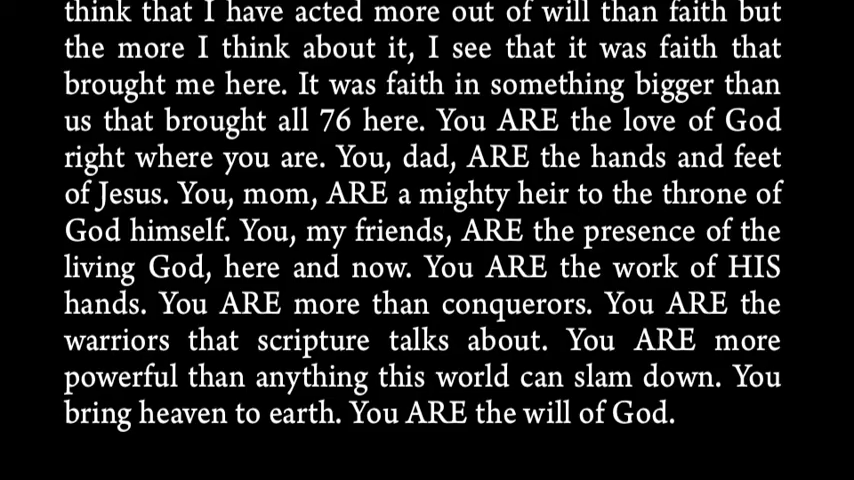 think that I have acted more out of will than faith but
the more I think about it, I see that it was faith that
brought me here. It was faith in something bigger than
us that brought all 76 here. You ARE the love of God
right where you are. You, dad, ARE the hands and feet
of Jesus. You, mom, ARE a mighty heir to the throne of
God himself. You, my friends, ARE the presence of the
living God, here and now. You ARE the work of HIS
hands. You ARE more than conquerors. You ARE the
warriors that scripture talks about. You ARE more
powerful than anything this world can slam down. You
bring heaven to earth. You ARE the will of God.